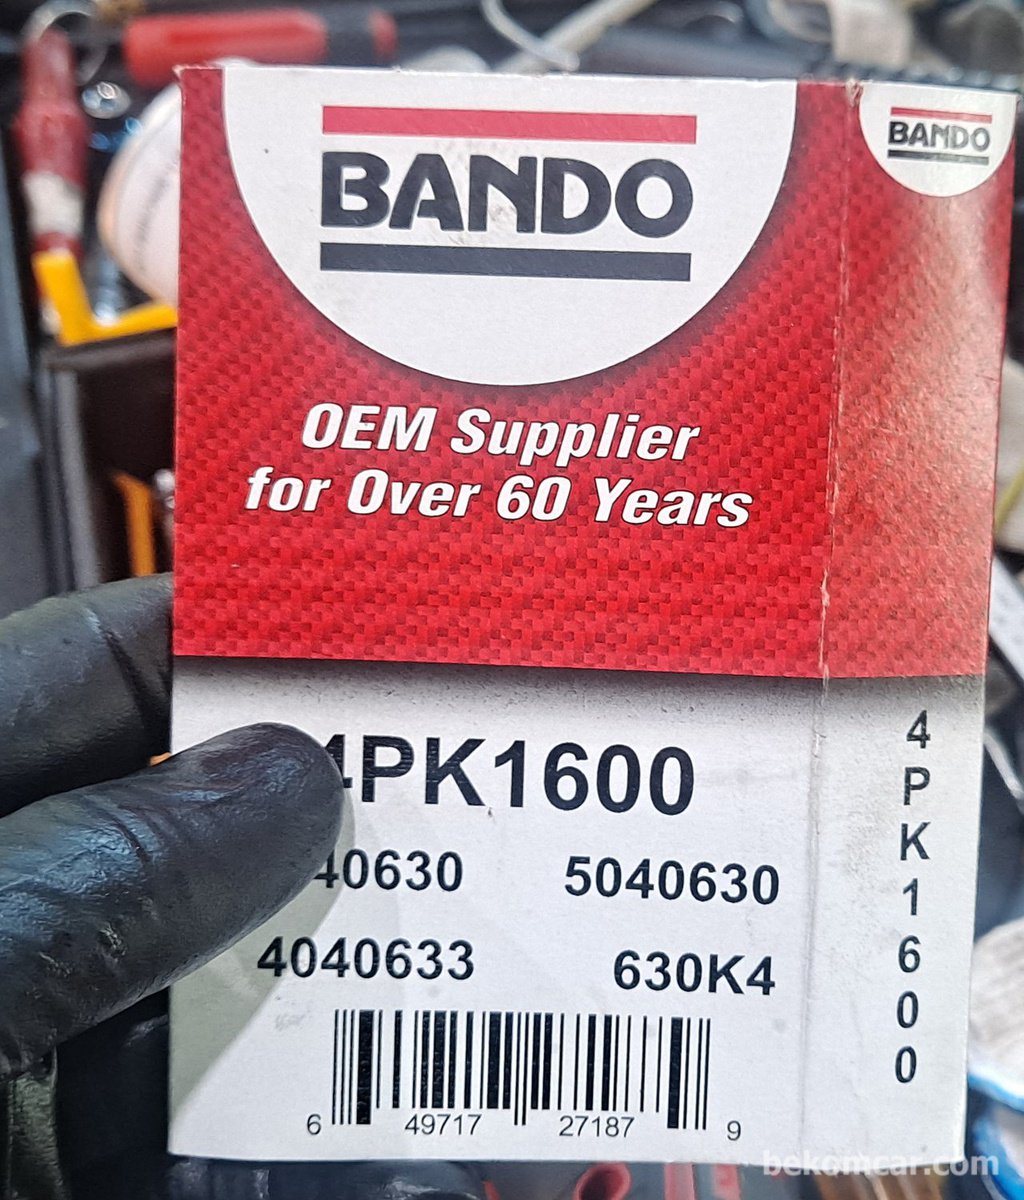 BANDO
BANDO
OEM Supplier
for Over 60 Years
4PK1600
4PK1600
40630 5040630
4040633 630K4
6 49717 27187 9
bekomcar.com